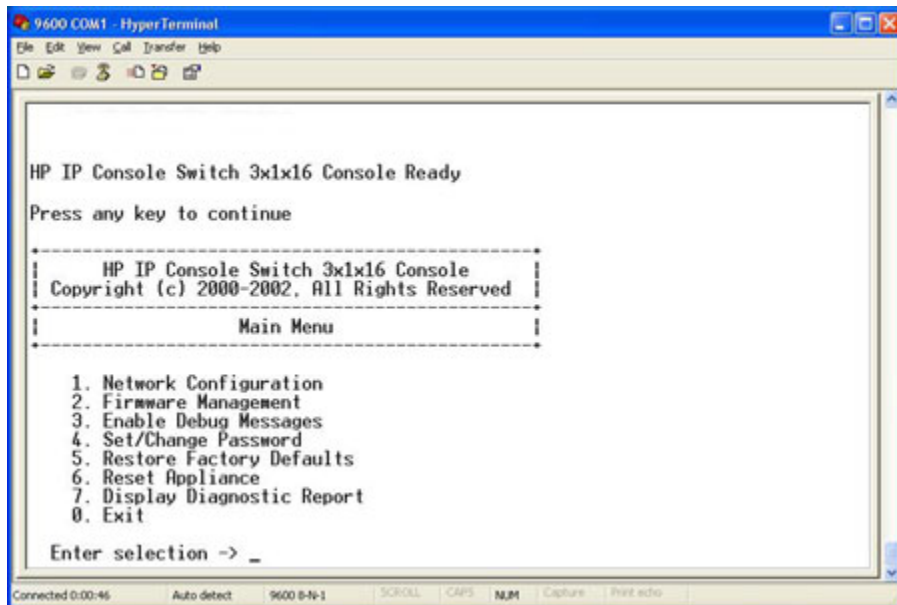 9600 COM1 - HyperTerminal
File Edit View Call Transfer Help
HP IP Console Switch 3x1x16 Console Ready
Press any key to continue
HP IP Console Switch 3x1x16 Console
Copyright (c) 2000-2002, All Rights Reserved
Main Menu
1. Network Configuration
2. Firmware Management
3. Enable Debug Messages
4. Set/Change Password
5. Restore Factory Defaults
6. Reset Appliance
7. Display Diagnostic Report
0. Exit
Enter selection -> _
Connected 0:00:46 Auto detect 9600 8-N-1 SCROLL CAPS NUM Capture Print echo